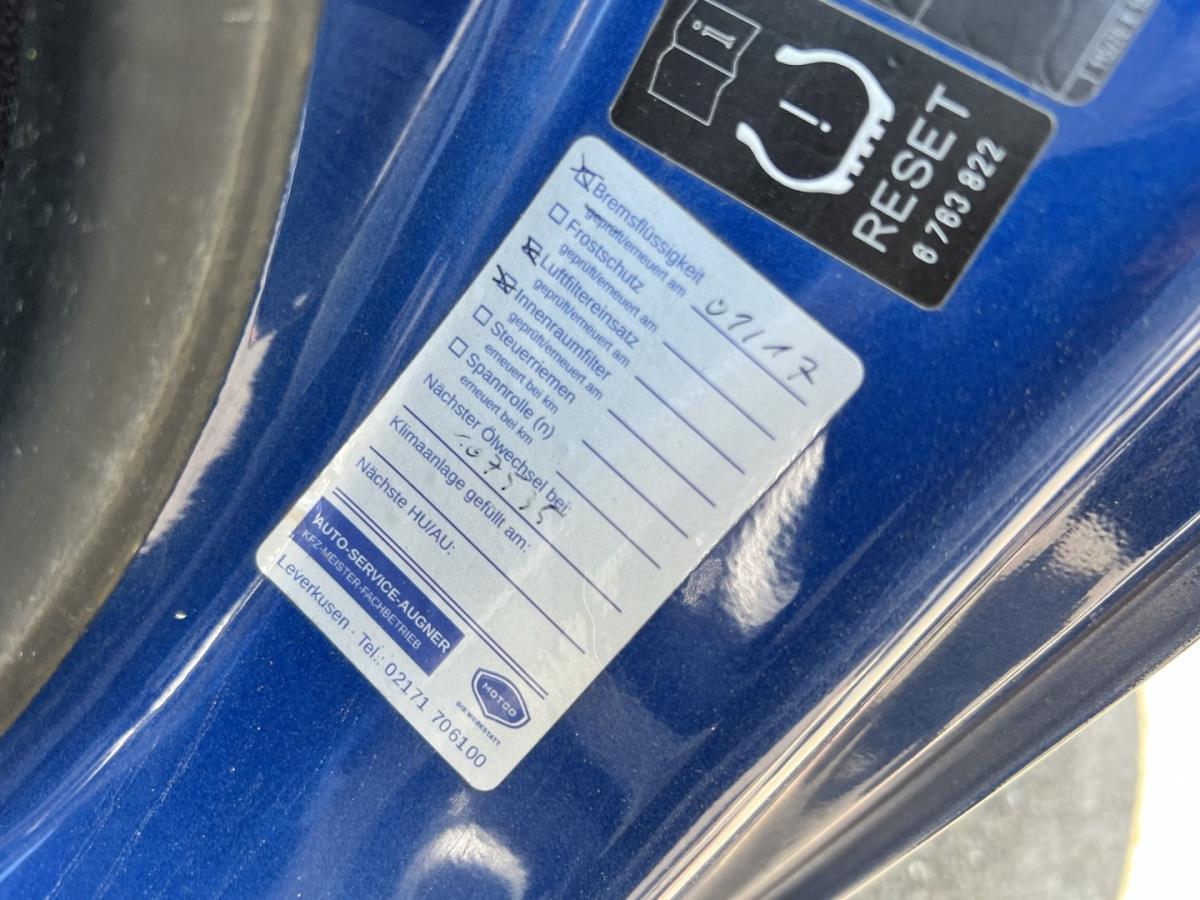 RESET
6 763 822
Bremsflüssigkeit
geprüft/erneuert am 01/17
Frostschutz
geprüft/erneuert am
Luftfiltereinsatz
geprüft/erneuert am
Innenraumfilter
geprüft/erneuert am
Steuerriemen
erneuert bei km
Spannrolle (n)
erneuert bei km
Nächster Ölwechsel bei:
Klimaanlage gefüllt am:
Nächste HU/AU:
AUTO-SERVICE-AUGNER
KFZ-MEISTER-FACHBETRIEB
MOTOO
DIE WERKSTATT
Leverkusen · Tel.: 02171 706100